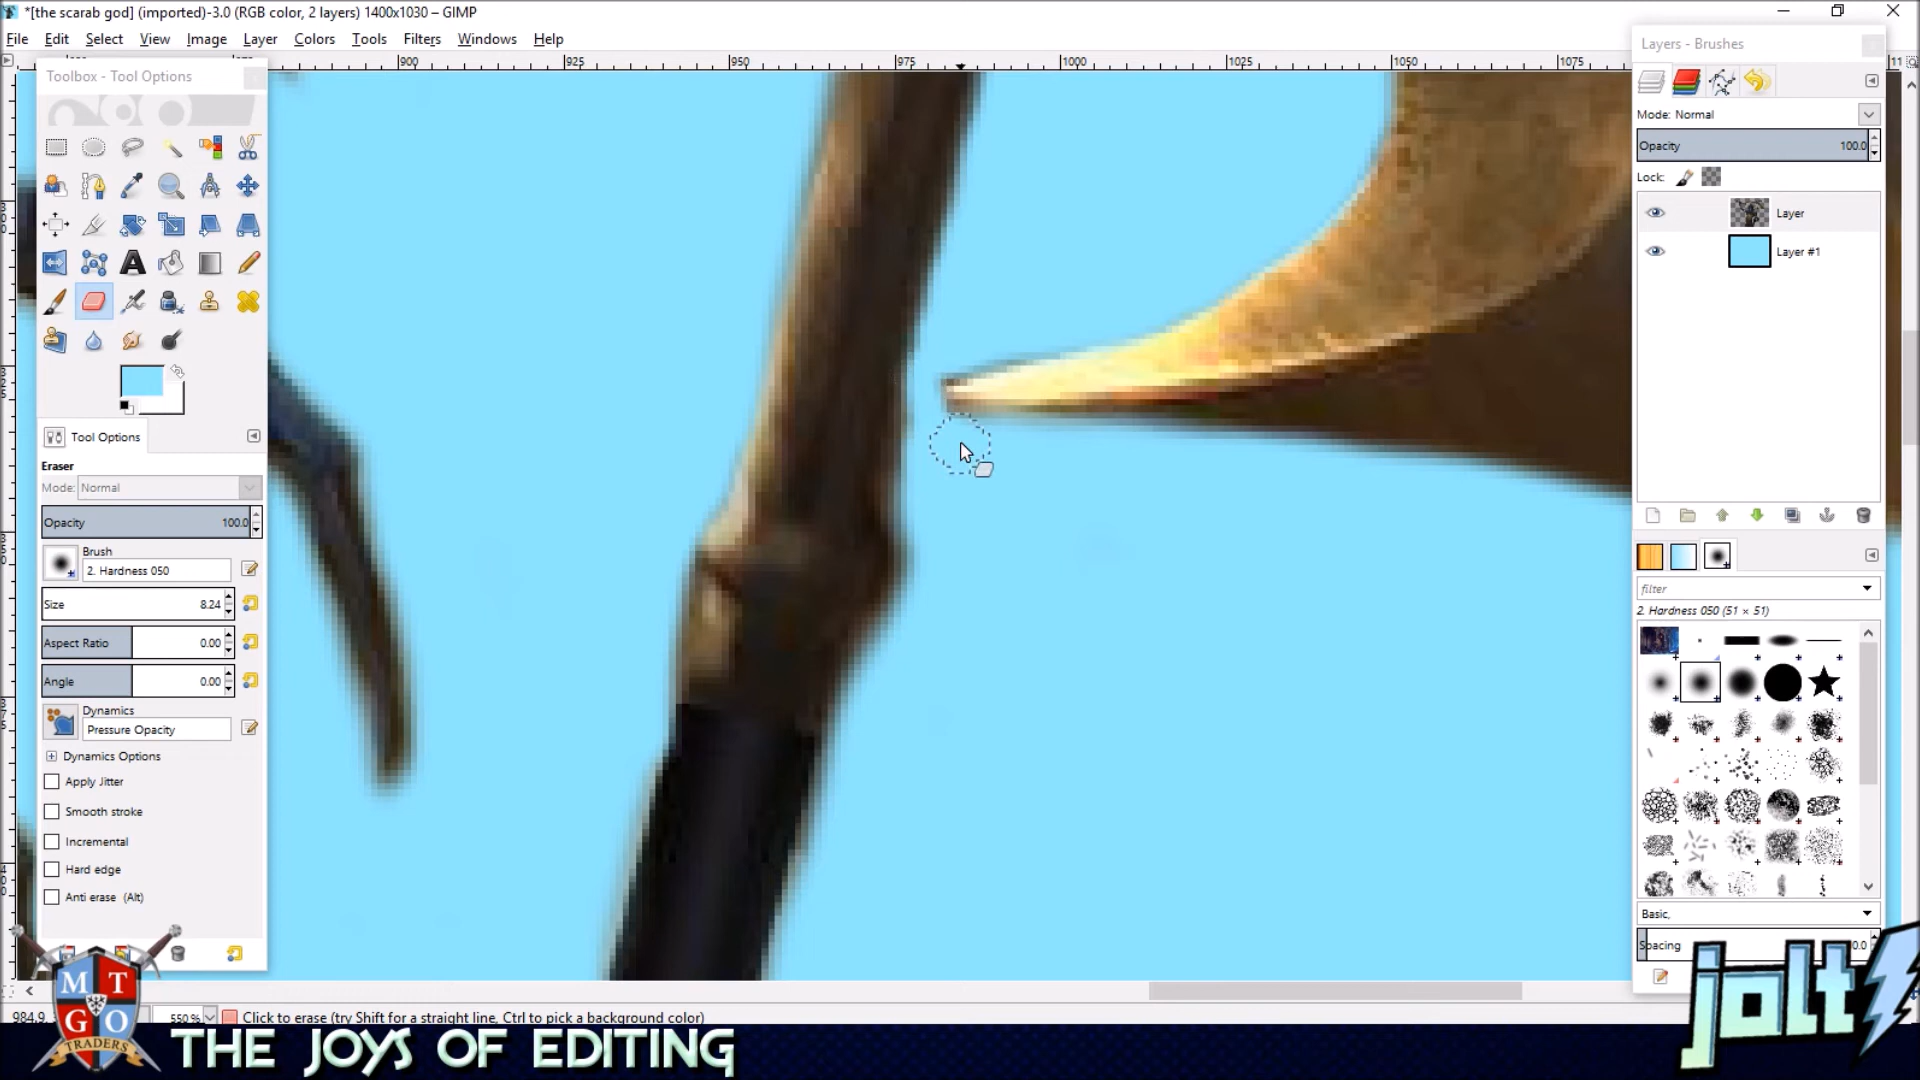 *[the scarab god] (imported)-3.0 (RGB color, 2 layers) 1400x1030 – GIMP
File Edit Select View Image Layer Colors Tools Filters Windows Help
900 925 950 975 1000 1025 1050 1075 11
Toolbox - Tool Options
Tool Options
Eraser
Mode: Normal
Opacity 100.0
Brush
2. Hardness 050
Size 8.24
Aspect Ratio 0.00
Angle 0.00
Dynamics
Pressure Opacity
Dynamics Options
Apply Jitter
Smooth stroke
Incremental
Hard edge
Anti erase (Alt)
Layers - Brushes
Mode: Normal
Opacity 100.0
Lock:
Layer
Layer #1
filter
2. Hardness 050 (51 × 51)
Basic,
Spacing
984.9, 550 % Click to erase (try Shift for a straight line, Ctrl to pick a background color)
MTGO
TRADERS
THE JOYS OF EDITING
jolt